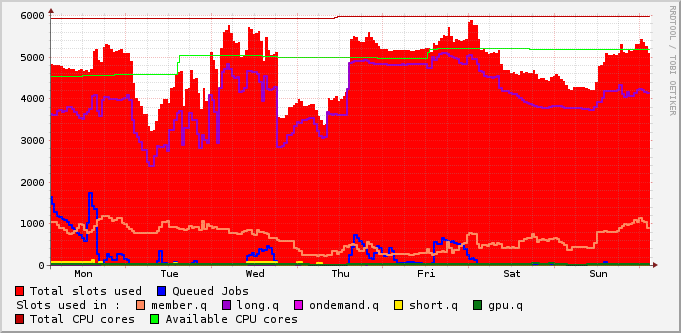 6000
5000
4000
3000
2000
1000
0
Mon Tue Wed Thu Fri Sat Sun
RRDTOOL / TOBI OETIKER
Total slots used Queued Jobs
Slots used in : member.q long.q ondemand.q short.q gpu.q
Total CPU cores Available CPU cores